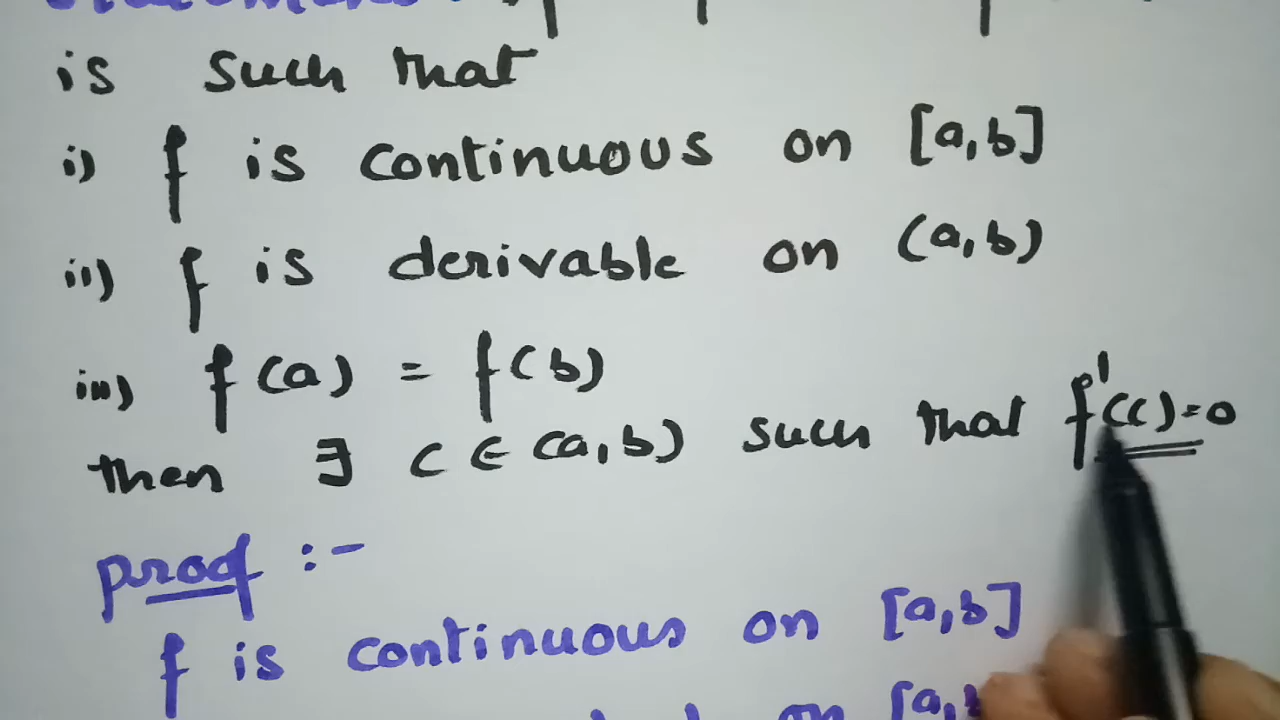 is such that
i) f is continuous on [a,b]
ii) f is derivable on (a,b)
iii) f(a) = f(b)
then ∃ c ∈ (a,b) such that f'(c)=0
proof :-
f is continuous on [a,b]
on [a,b